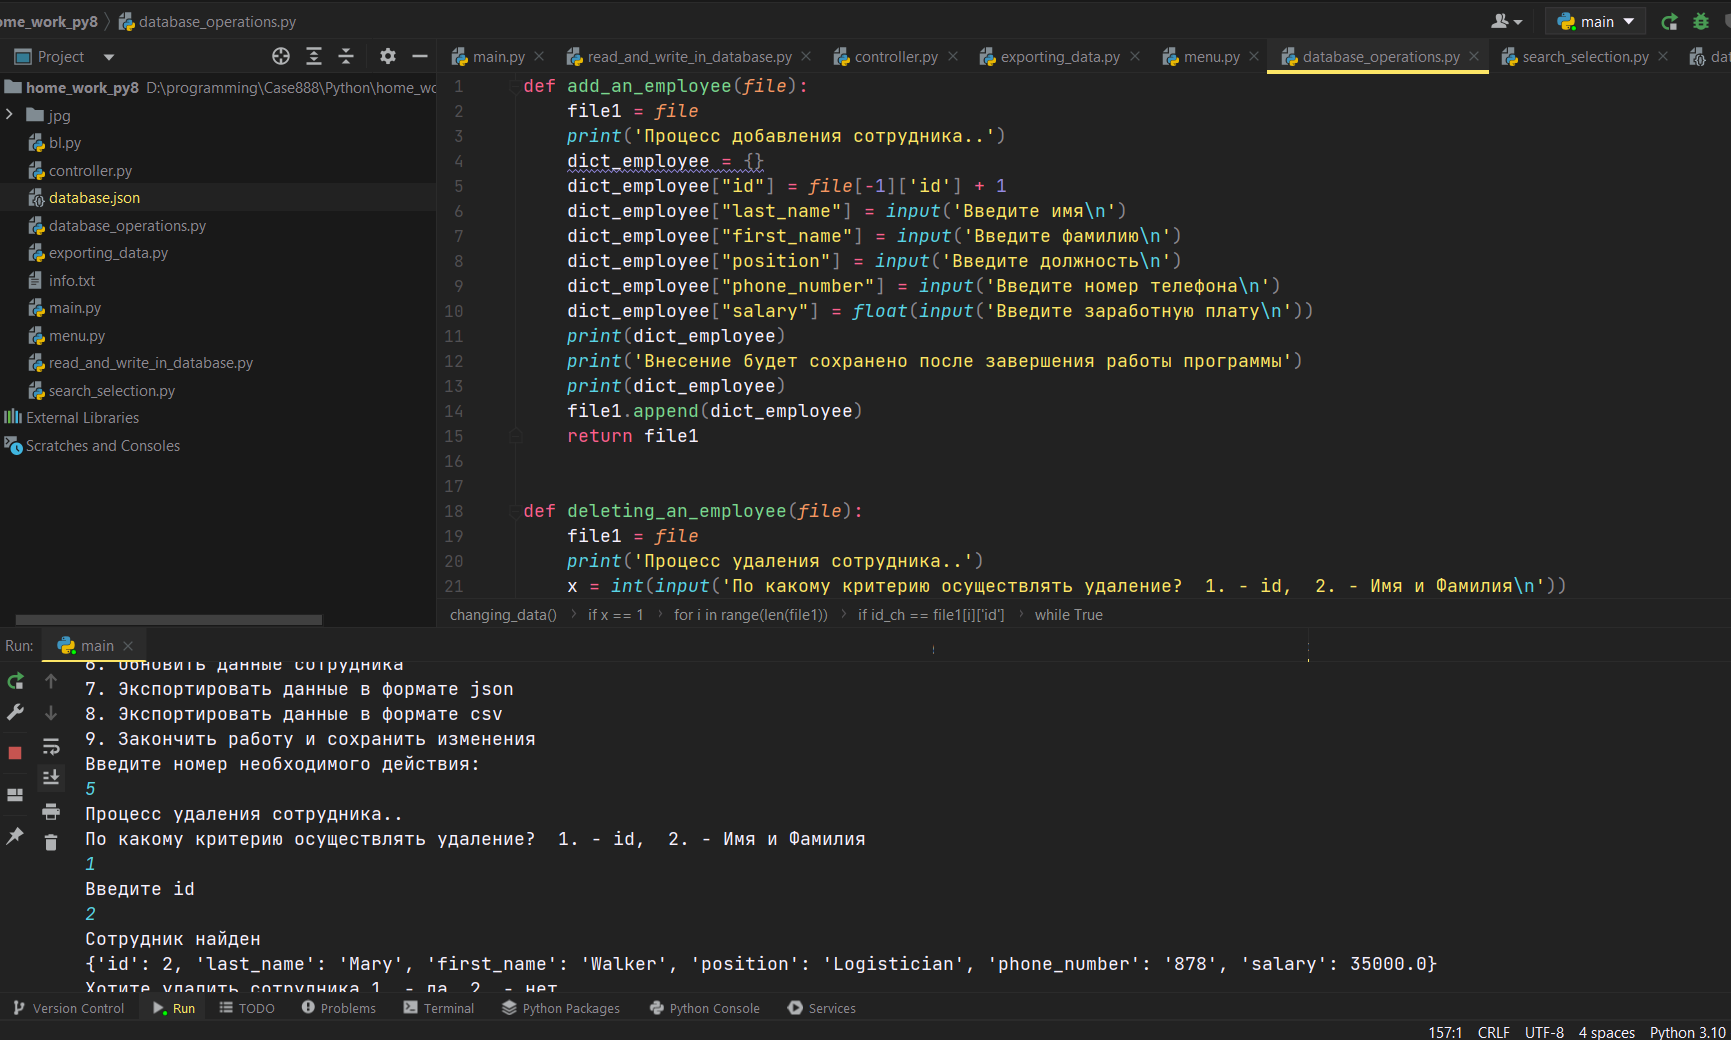 ome_work_py8 database_operations.py
main
Project
main.py read_and_write_in_database.py controller.py exporting_data.py menu.py database_operations.py search_selection.py dat
home_work_py8 D:\programming\Case888\Python\home_wo
jpg
bl.py
controller.py
database.json
database_operations.py
exporting_data.py
info.txt
main.py
menu.py
read_and_write_in_database.py
search_selection.py
External Libraries
Scratches and Consoles
1 def add_an_employee(file):
2 file1 = file
3 print('Процесс добавления сотрудника..')
4 dict_employee = {}
5 dict_employee["id"] = file[-1]['id'] + 1
6 dict_employee["last_name"] = input('Введите имя\n')
7 dict_employee["first_name"] = input('Введите фамилию\n')
8 dict_employee["position"] = input('Введите должность\n')
9 dict_employee["phone_number"] = input('Введите номер телефона\n')
10 dict_employee["salary"] = float(input('Введите заработную плату\n'))
11 print(dict_employee)
12 print('Внесение будет сохранено после завершения работы программы')
13 print(dict_employee)
14 file1.append(dict_employee)
15 return file1
16
17
18 def deleting_an_employee(file):
19 file1 = file
20 print('Процесс удаления сотрудника..')
21 x = int(input('По какому критерию осуществлять удаление?  1. - id,  2. - Имя и Фамилия\n'))
changing_data() if x == 1 for i in range(len(file1)) if id_ch == file1[i]['id'] while True
Run: main
6. Обновить данные сотрудника
7. Экспортировать данные в формате json
8. Экспортировать данные в формате csv
9. Закончить работу и сохранить изменения
Введите номер необходимого действия:
5
Процесс удаления сотрудника..
По какому критерию осуществлять удаление?  1. - id,  2. - Имя и Фамилия
1
Введите id
2
Сотрудник найден
{'id': 2, 'last_name': 'Mary', 'first_name': 'Walker', 'position': 'Logistician', 'phone_number': '878', 'salary': 35000.0}
Хотите удалить сотрудника 1. - да, 2. - нет
Version Control Run TODO Problems Terminal Python Packages Python Console Services
157:1 CRLF UTF-8 4 spaces Python 3.10